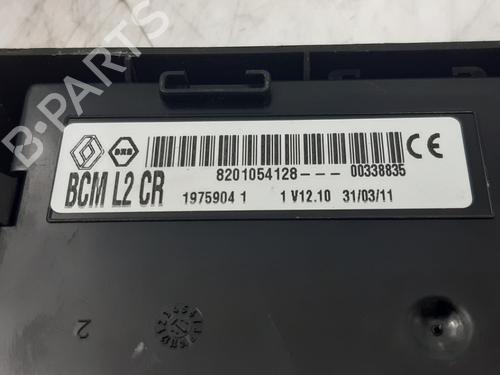 B-PARTS
8201054128--- 00338835
BCM L2 CR
1975904 1 1 V12.10 31/03/11
CE
2